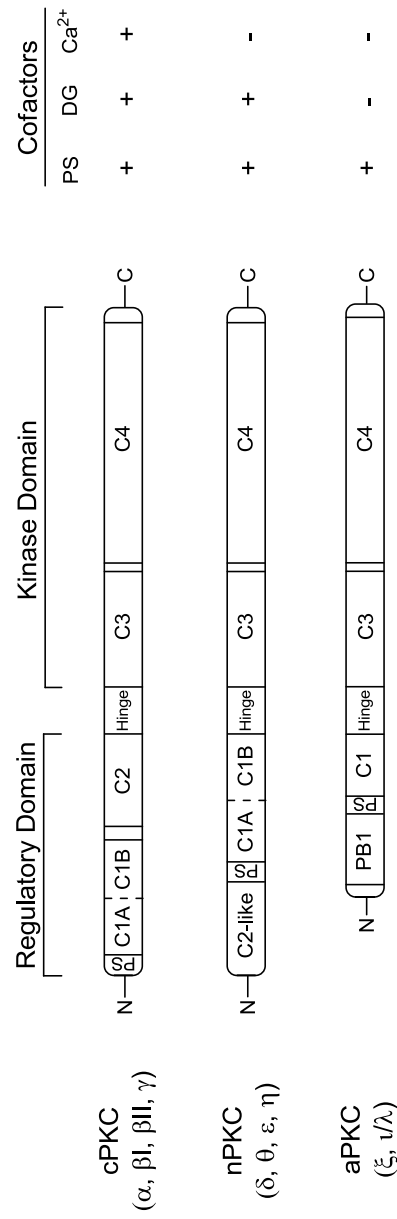 Regulatory Domain Kinase Domain Cofactors
PS DG Ca²⁺
cPKC
(α, βI, βII, γ)
N PS C1A C1B C2 Hinge C3 C4 C + + +
nPKC
(δ, θ, ε, η)
N C2-like PS C1A C1B Hinge C3 C4 C + + -
aPKC
(ξ, ι/λ)
N PB1 PS C1 Hinge C3 C4 C + - -